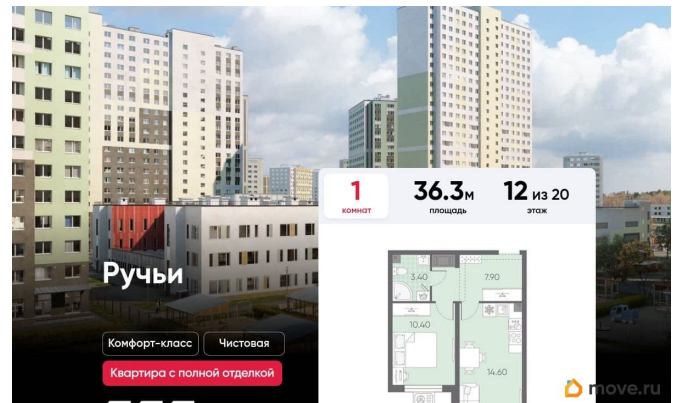 1
комнат
36.3м
площадь
12 из 20
этаж
Ручьи
3.40
7.90
10.40
14.60
Комфорт-класс
Чистовая
Квартира с полной отделкой
move.ru